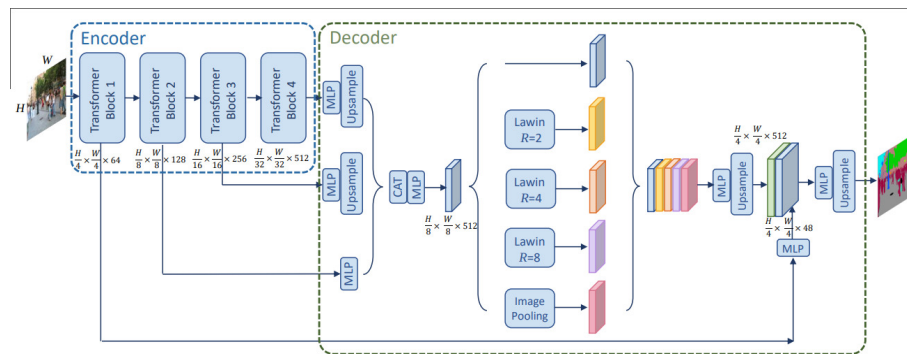 Encoder
Decoder
W
H
Transformer Block 1
Transformer Block 2
Transformer Block 3
Transformer Block 4
H/4 × W/4 × 64
H/8 × W/8 × 128
H/16 × W/16 × 256
H/32 × W/32 × 512
MLP
Upsample
MLP
Upsample
MLP
CAT
MLP
H/8 × W/8 × 512
Lawin
R=2
Lawin
R=4
Lawin
R=8
Image
Pooling
MLP
Upsample
H/4 × W/4 × 512
H/4 × W/4 × 48
MLP
MLP
Upsample